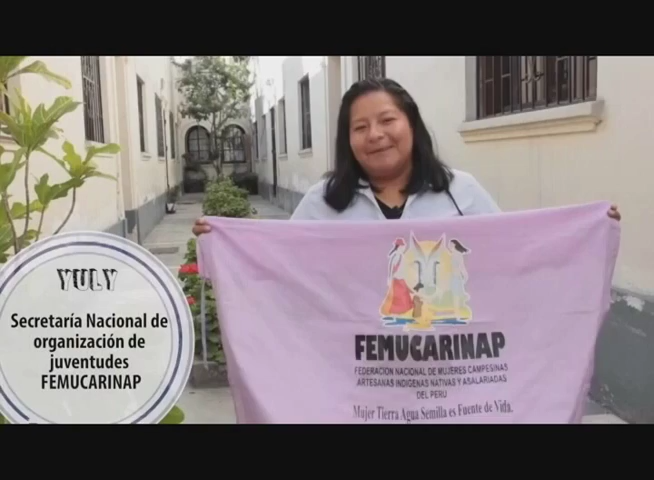 YULY
Secretaría Nacional de
organización de
juventudes
FEMUCARINAP
FEMUCARINAP
FEDERACION NACIONAL DE MUJERES CAMPESINAS
ARTESANAS INDIGENAS NATIVAS Y ASALARIADAS
DEL PERU
Mujer Tierra Agua Semilla es Fuente de Vida.